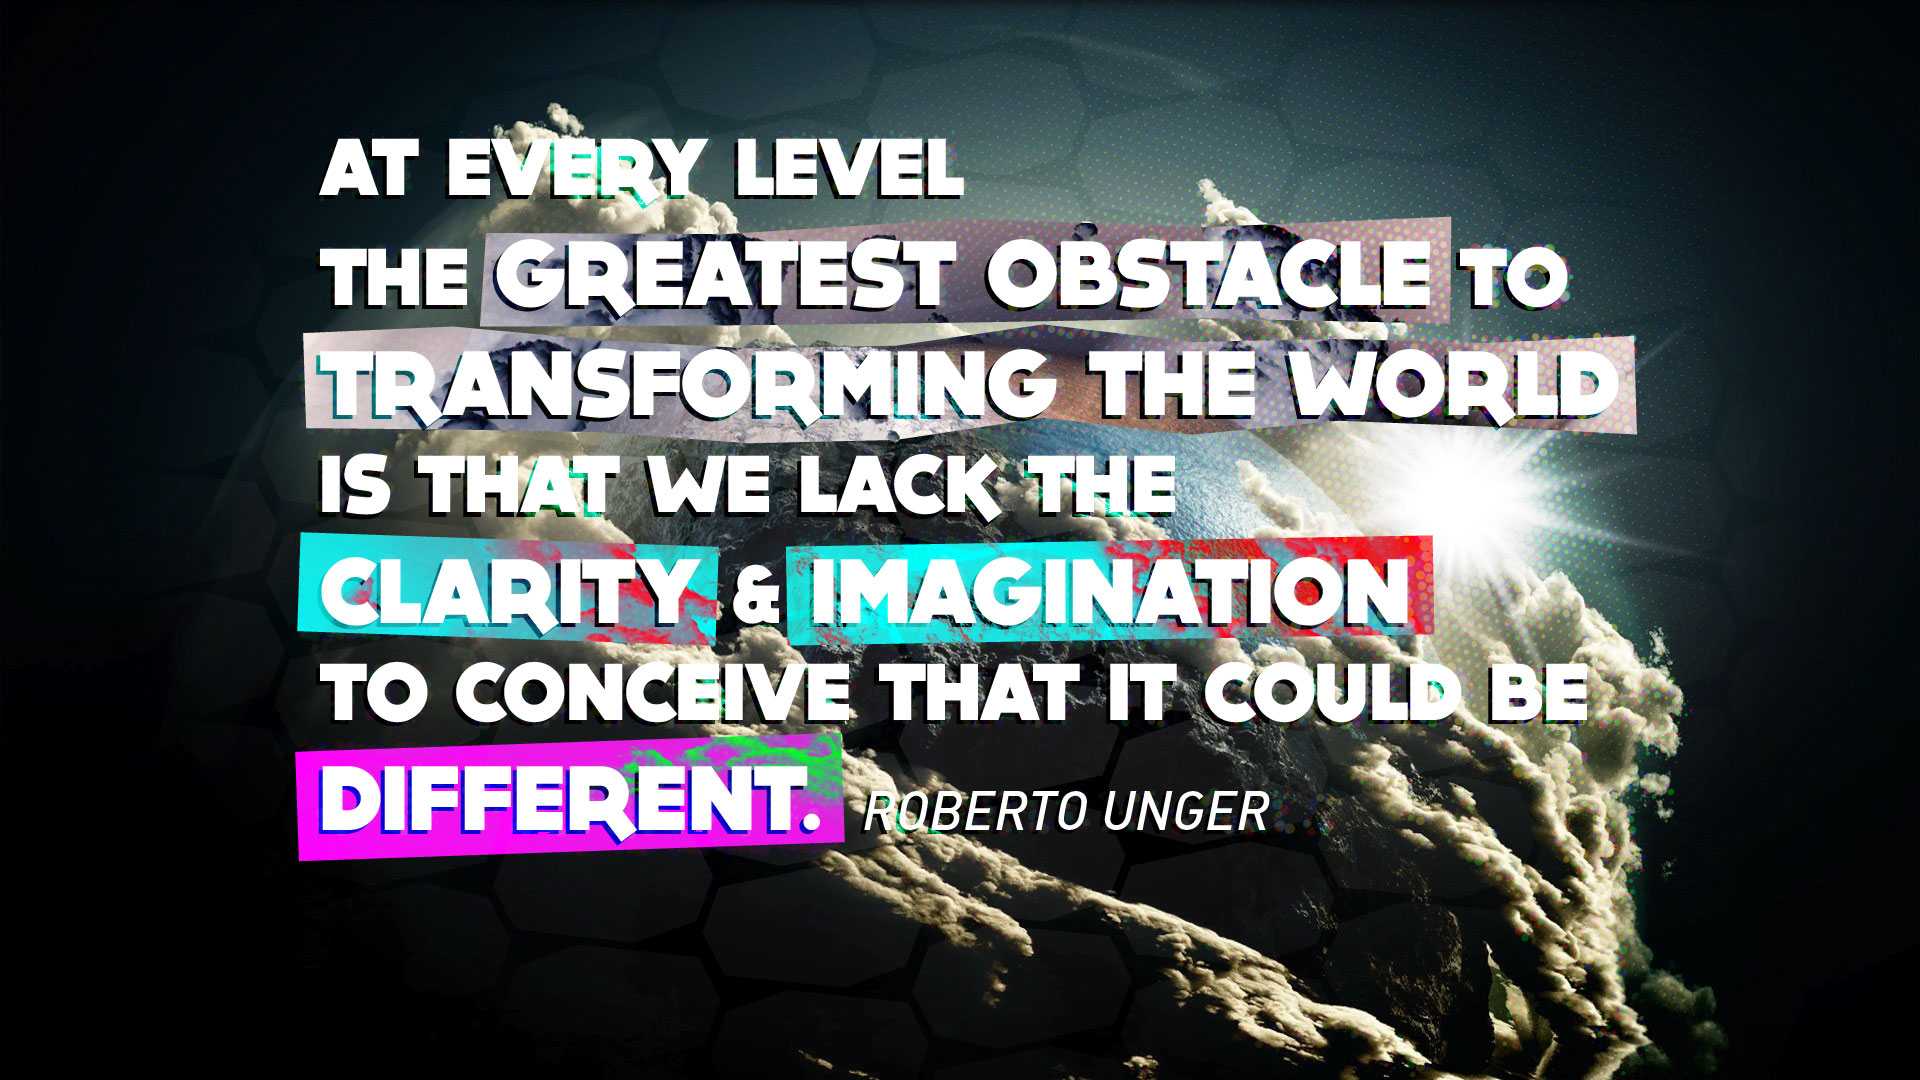 AT EVERY LEVEL
THE GREATEST OBSTACLE TO
TRANSFORMING THE WORLD
IS THAT WE LACK THE
CLARITY & IMAGINATION
TO CONCEIVE THAT IT COULD BE
DIFFERENT. ROBERTO UNGER